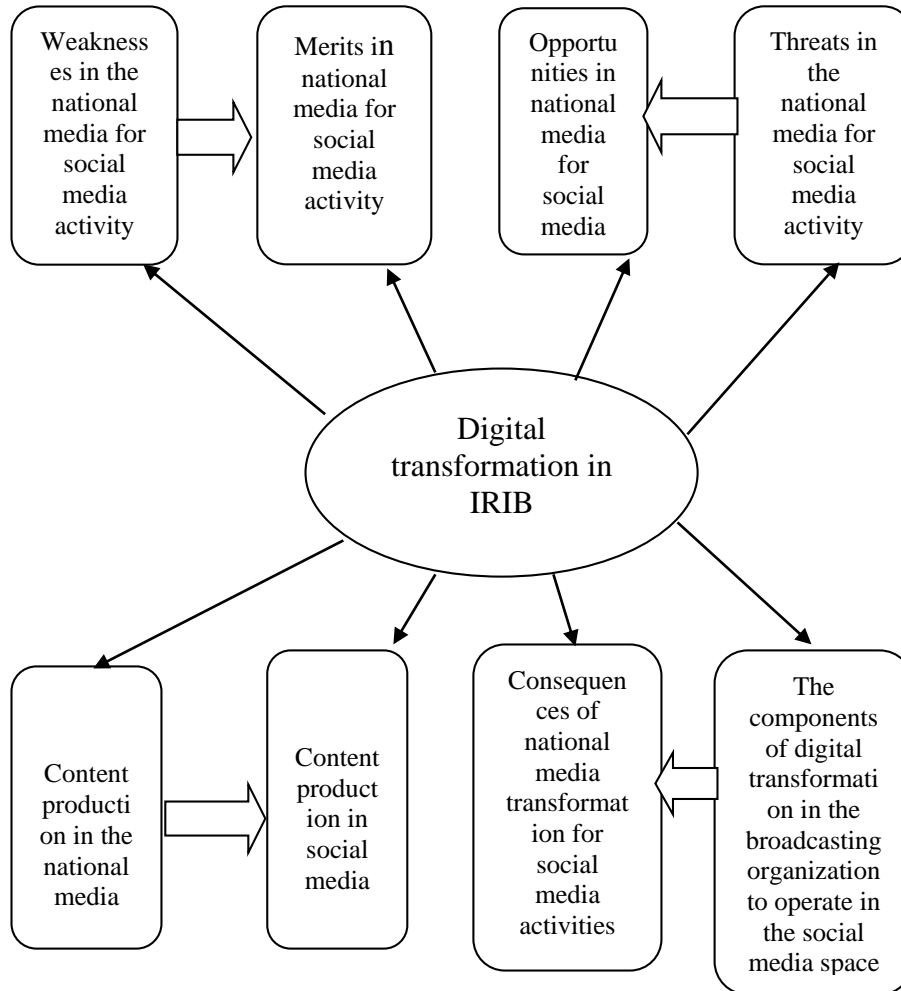 Weakness
es in the
national
media for
social
media
activity
Merits in
national
media for
social
media
activity
Opportu
nities in
national
media
for
social
media
Threats in
the
national
media for
social
media
activity
Digital
transformation in
IRIB
Content
producti
on in the
national
media
Content
product
ion in
social
media
Consequen
ces of
national
media
transformat
ion for
social
media
activities
The
components
of digital
transformati
on in the
broadcasting
organization
to operate in
the social
media space